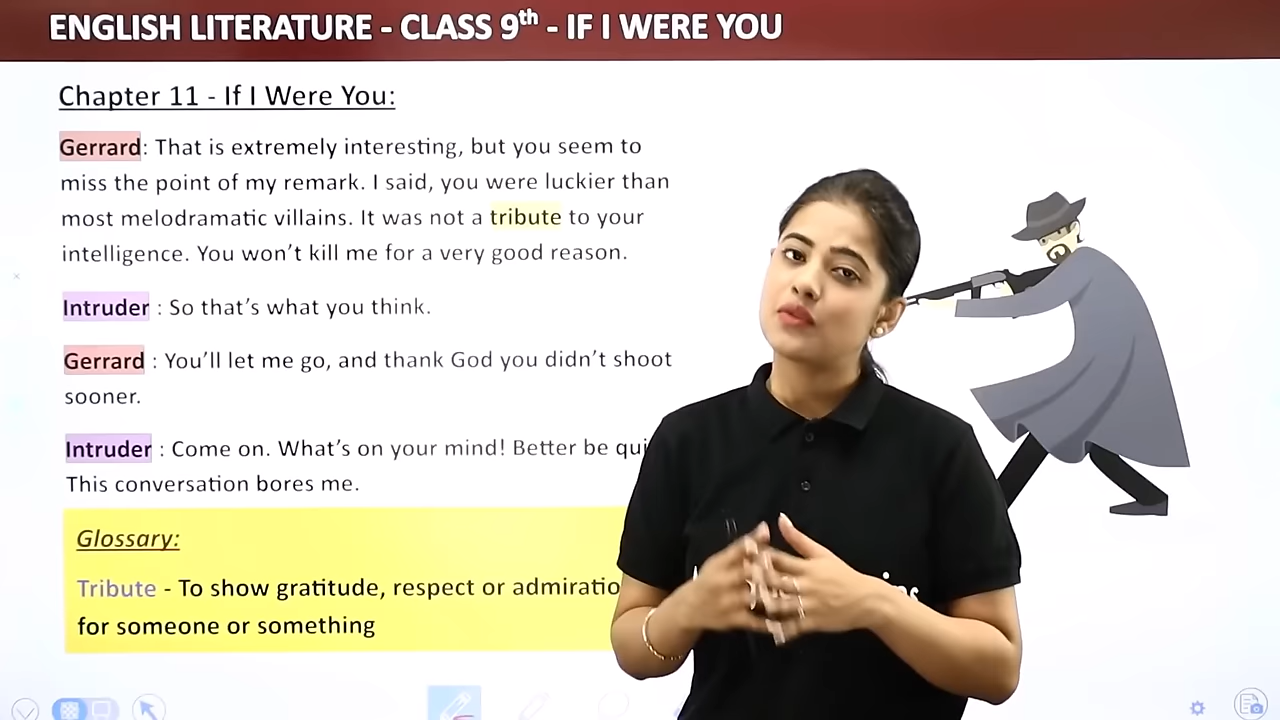 ENGLISH LITERATURE - CLASS 9th - IF I WERE YOU
Chapter 11 - If I Were You:
Gerrard: That is extremely interesting, but you seem to
miss the point of my remark. I said, you were luckier than
most melodramatic villains. It was not a tribute to your
intelligence. You won't kill me for a very good reason.
Intruder : So that's what you think.
Gerrard : You'll let me go, and thank God you didn't shoot
sooner.
Intruder : Come on. What's on your mind! Better be
This conversation bores me.
Glossary:
Tribute - To show gratitude, respect or
for someone or something